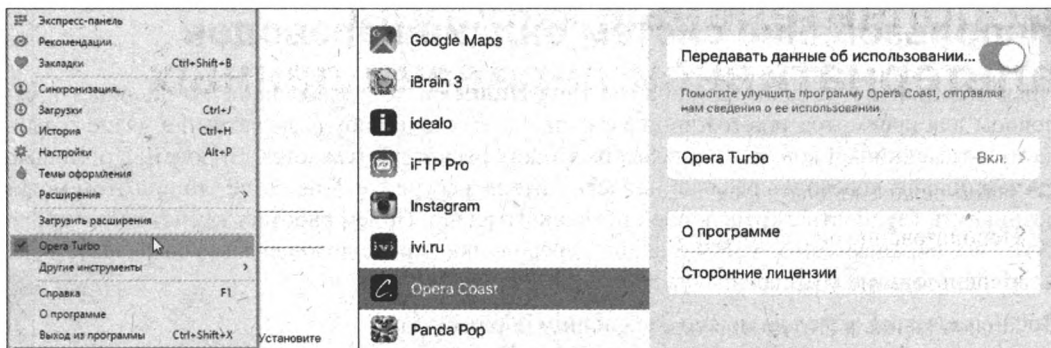 Экспресс-панель
Рекомендации
Закладки Ctrl+Shift+B
Синхронизация...
Загрузки Ctrl+J
История Ctrl+H
Настройки Alt+P
Темы оформления
Расширения
Загрузить расширения
Opera Turbo
Другие инструменты
Справка F1
О программе
Выход из программы Ctrl+Shift+X
Установите
Google Maps
iBrain 3
idealo
iFTP Pro
Instagram
ivi.ru
Opera Coast
Panda Pop
Передавать данные об использовании...
Помогите улучшить программу Opera Coast, отправляя
нам сведения о ее использовании.
Opera Turbo Вкл.
О программе
Сторонние лицензии